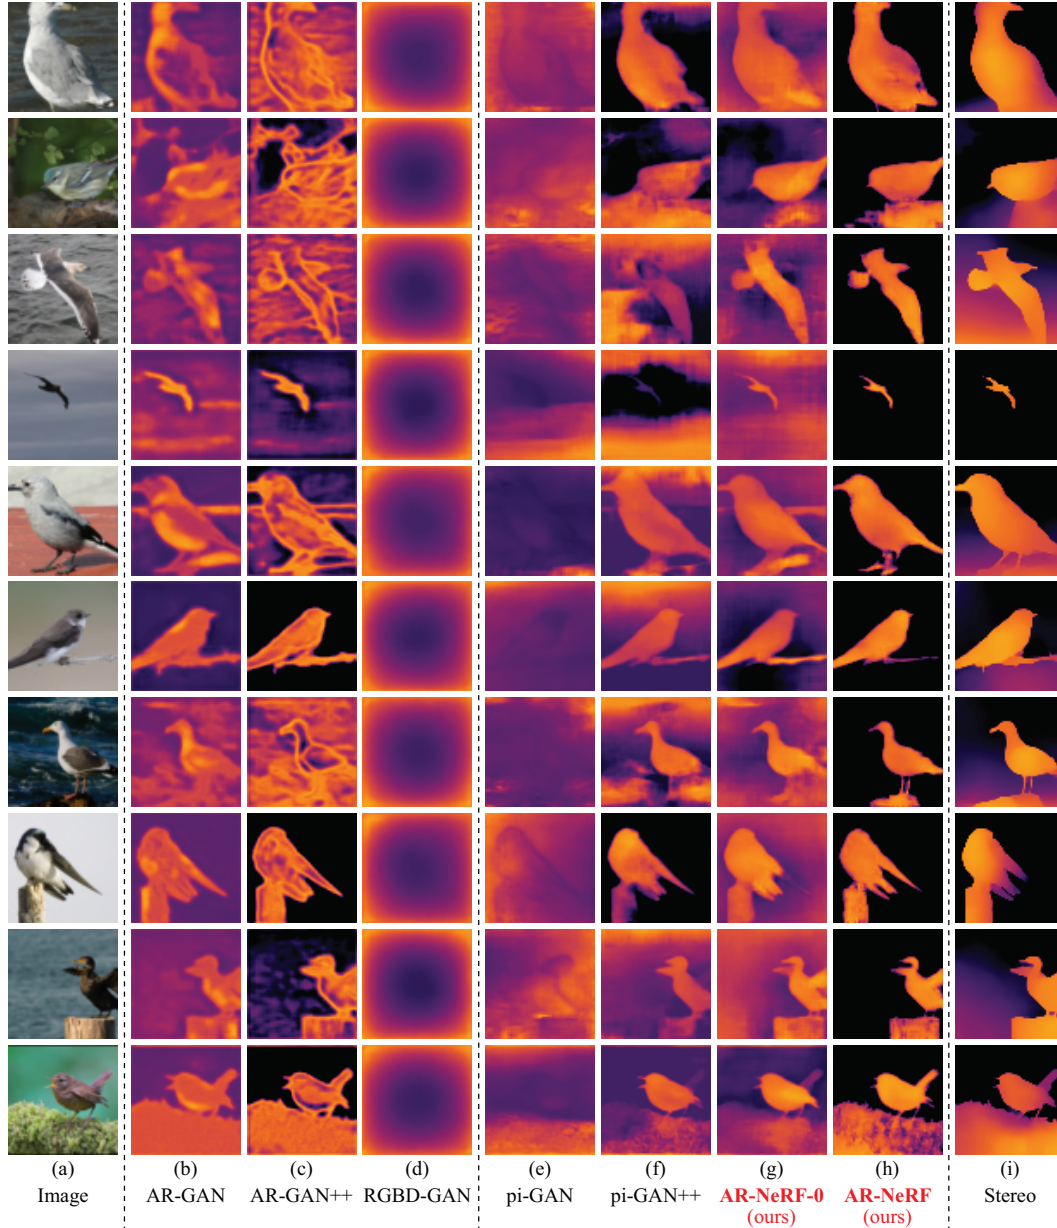 (a) (b) (c) (d) (e) (f) (g) (h) (i)
Image AR-GAN AR-GAN++ RGBD-GAN pi-GAN pi-GAN++ AR-NeRF-0 AR-NeRF Stereo
(ours) (ours)